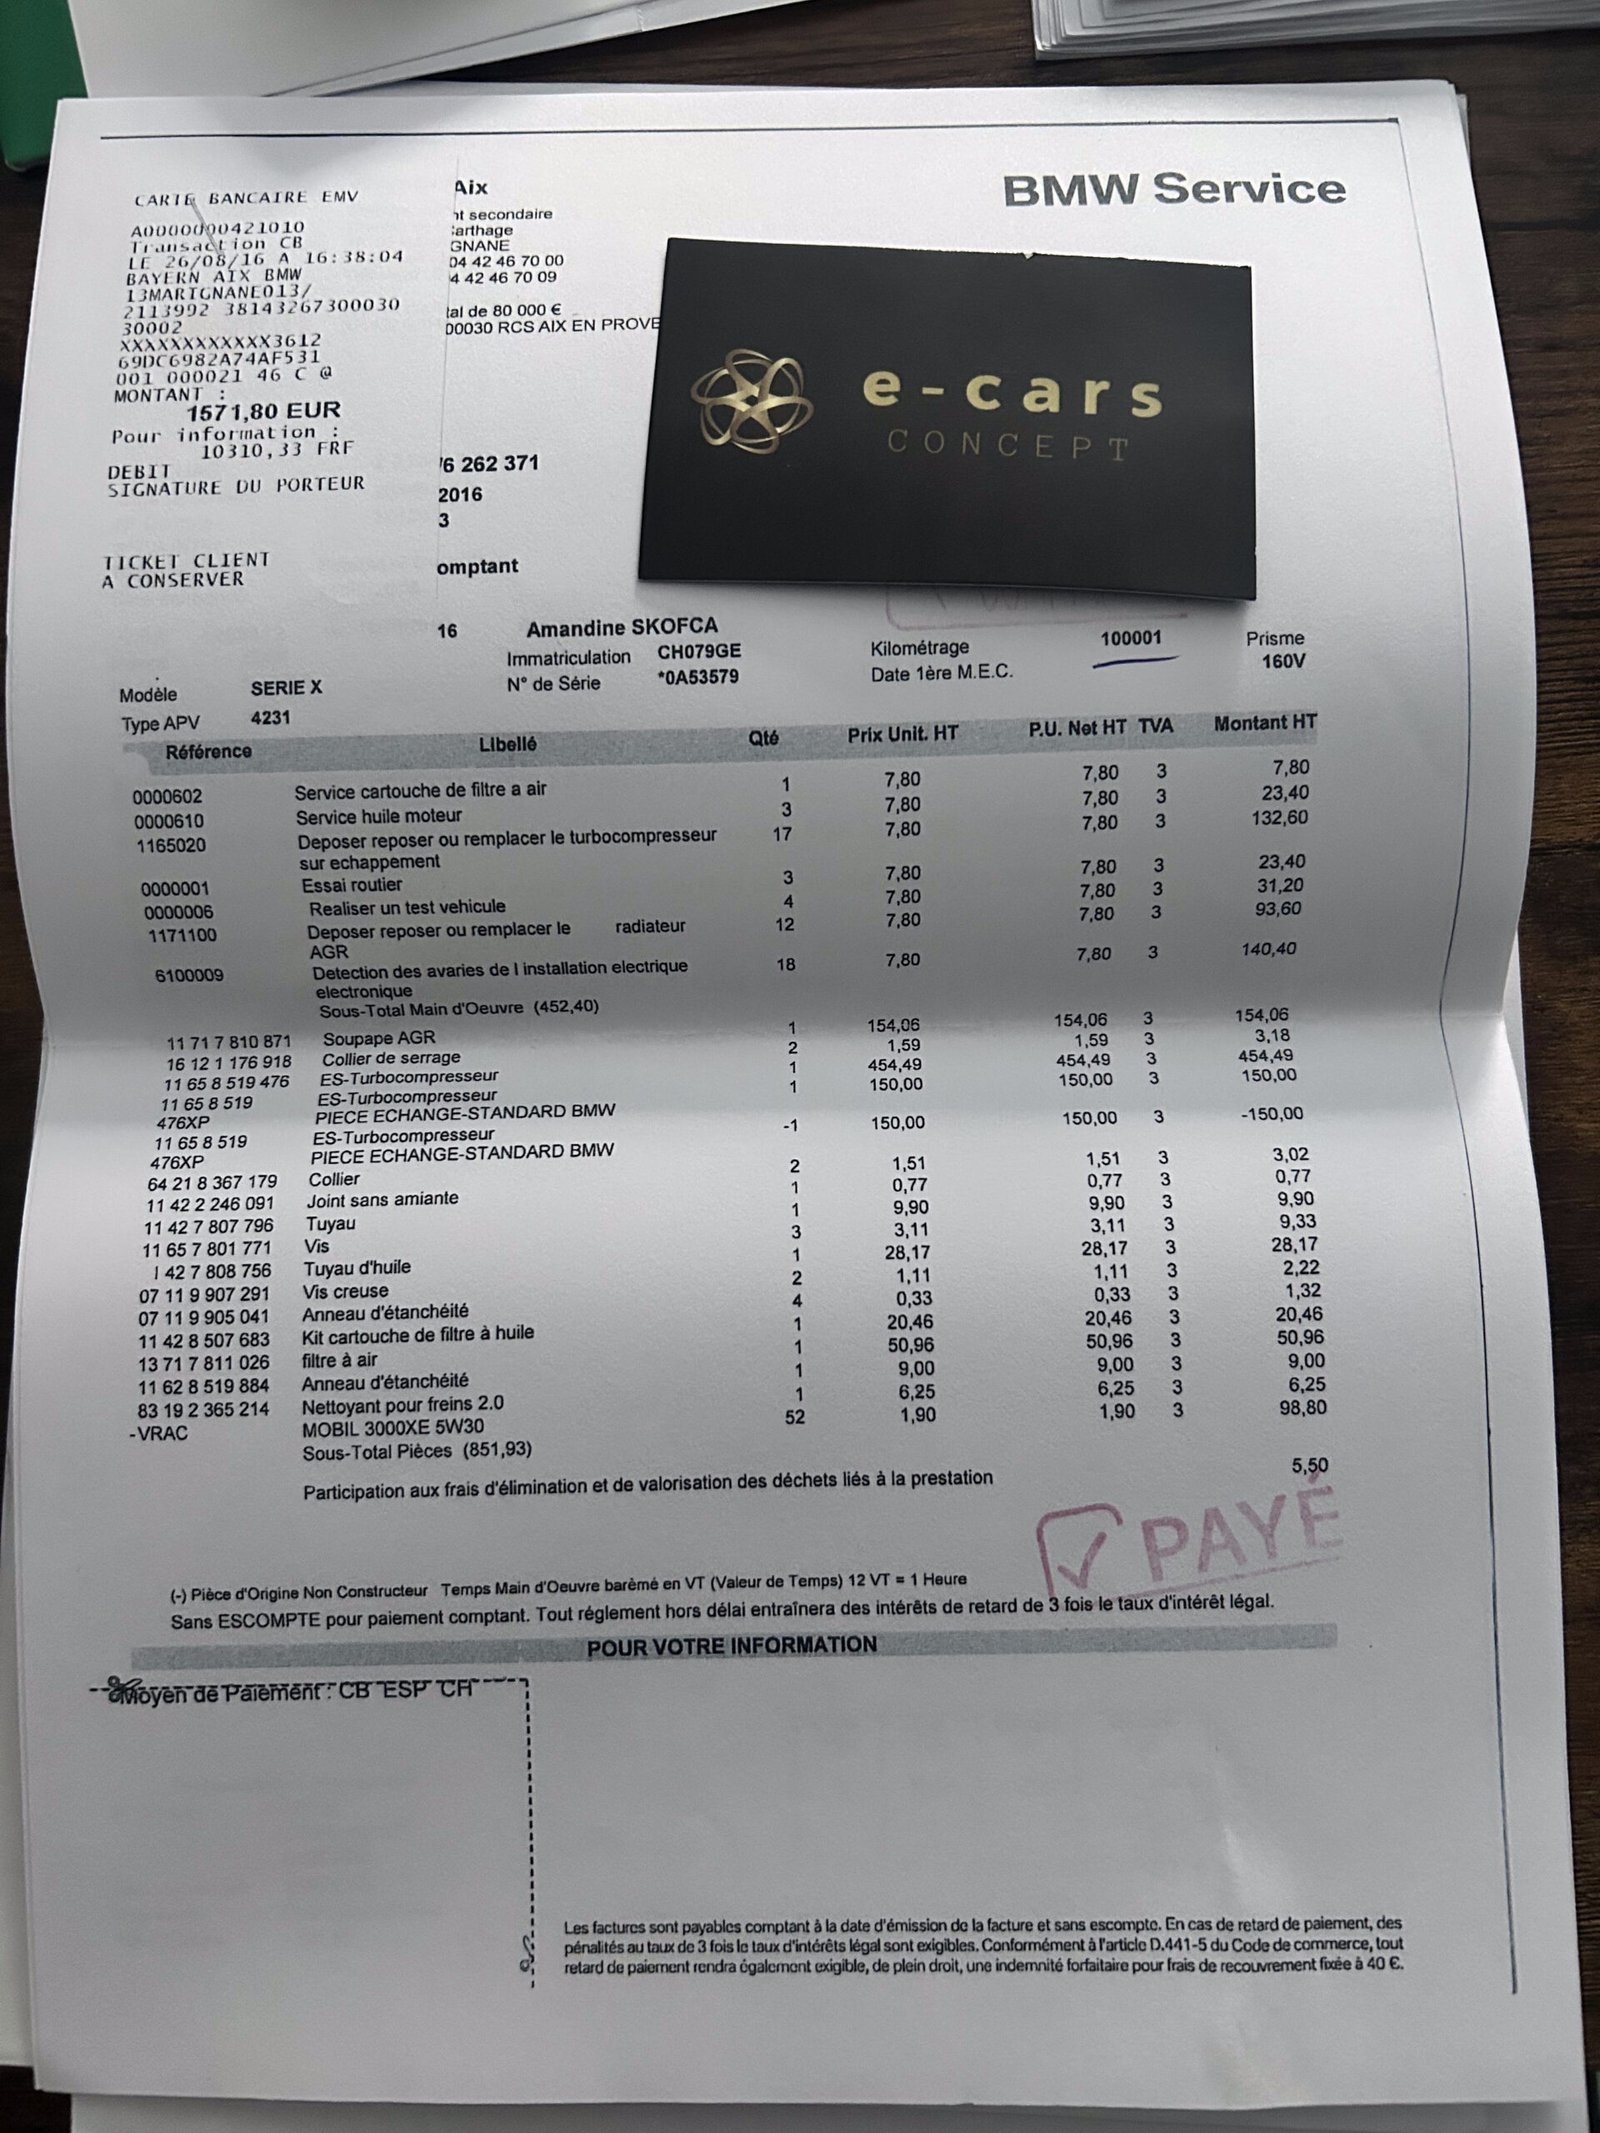 CARTE BANCAIRE EMV
A0000000421010
Transaction CB
LE 26/08/16 A 16:38:04
BAYERN AIX BMW
13MARIGNANE013/
2113992 38143267300030
30002
XXXXXXXXXXXX3612
69DC6982A74AF531
001 000021 46 C @
MONTANT :
1571,80 EUR
Pour information :
10310,33 FRF
DEBIT
SIGNATURE DU PORTEUR
TICKET CLIENT
A CONSERVER
Aix
nt secondaire
arthage
GNANE
04 42 46 70 00
4 42 46 70 09
tal de 80 000 €
00030 RCS AIX EN PROVE
6 262 371
2016
3
omptant
BMW Service
e-cars
CONCEPT
16 Amandine SKOFCA
Immatriculation CH079GE
N° de Série *0A53579
Kilométrage 100001
Date 1ère M.E.C.
Prisme
160V
Modèle SERIE X
Type APV 4231
Référence Libellé Qté Prix Unit. HT P.U. Net HT TVA Montant HT
0000602 Service cartouche de filtre a air 1 7,80 7,80 3 7,80
0000610 Service huile moteur 3 7,80 7,80 3 23,40
1165020 Deposer reposer ou remplacer le turbocompresseur 17 7,80 7,80 3 132,60
sur echappement
0000001 Essai routier 3 7,80 7,80 3 23,40
0000006 Realiser un test vehicule 4 7,80 7,80 3 31,20
1171100 Deposer reposer ou remplacer le radiateur 12 7,80 7,80 3 93,60
AGR
6100009 Detection des avaries de l installation electrique 18 7,80 7,80 3 140,40
electronique
Sous-Total Main d'Oeuvre (452,40)
11 71 7 810 871 Soupape AGR 1 154,06 154,06 3 154,06
16 12 1 176 918 Collier de serrage 2 1,59 1,59 3 3,18
11 65 8 519 476 ES-Turbocompresseur 1 454,49 454,49 3 454,49
11 65 8 519 ES-Turbocompresseur 1 150,00 150,00 3 150,00
476XP PIECE ECHANGE-STANDARD BMW
11 65 8 519 ES-Turbocompresseur -1 150,00 150,00 3 -150,00
476XP PIECE ECHANGE-STANDARD BMW
64 21 8 367 179 Collier 2 1,51 1,51 3 3,02
11 42 2 246 091 Joint sans amiante 1 0,77 0,77 3 0,77
11 42 7 807 796 Tuyau 1 9,90 9,90 3 9,90
11 65 7 801 771 Vis 3 3,11 3,11 3 9,33
42 7 808 756 Tuyau d'huile 1 28,17 28,17 3 28,17
07 11 9 907 291 Vis creuse 2 1,11 1,11 3 2,22
07 11 9 905 041 Anneau d'étanchéité 4 0,33 0,33 3 1,32
11 42 8 507 683 Kit cartouche de filtre à huile 1 20,46 20,46 3 20,46
13 71 7 811 026 filtre à air 1 50,96 50,96 3 50,96
11 62 8 519 884 Anneau d'étanchéité 1 9,00 9,00 3 9,00
83 19 2 365 214 Nettoyant pour freins 2.0 1 6,25 6,25 3 6,25
-VRAC MOBIL 3000XE 5W30 52 1,90 1,90 3 98,80
Sous-Total Pièces (851,93)
Participation aux frais d'élimination et de valorisation des déchets liés à la prestation 5,50
PAYÉ
(-) Pièce d'Origine Non Constructeur Temps Main d'Oeuvre barèmé en VT (Valeur de Temps) 12 VT = 1 Heure
Sans ESCOMPTE pour paiement comptant. Tout réglement hors délai entraînera des intérêts de retard de 3 fois le taux d'intérêt légal.
POUR VOTRE INFORMATION
Moyen de Paiement : CB ESP CH
Les factures sont payables comptant à la date d'émission de la facture et sans escompte. En cas de retard de paiement, des
pénalités au taux de 3 fois le taux d'intérêts légal sont exigibles. Conformément à l'article D.441-5 du Code de commerce, tout
retard de paiement rendra également exigible, de plein droit, une indemnité forfaitaire pour frais de recouvrement fixée à 40 €.